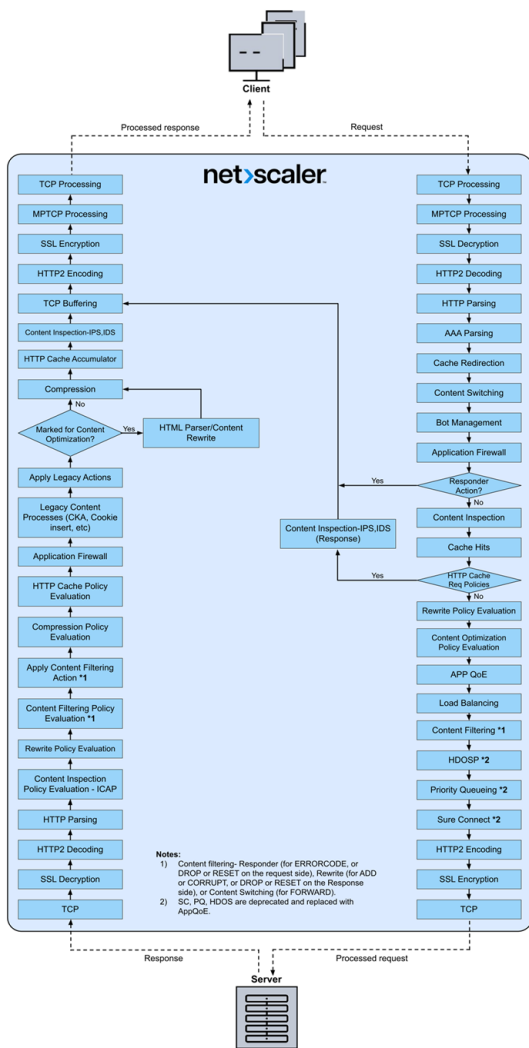 Client
Processed response
Request
net>scaler™
TCP Processing
MPTCP Processing
SSL Encryption
HTTP2 Encoding
TCP Buffering
Content Inspection-IPS,IDS
HTTP Cache Accumulator
Compression
No
Marked for Content
Optimization?
Yes
HTML Parser/Content
Rewrite
Apply Legacy Actions
Legacy Content
Processes (CKA, Cookie
insert, etc)
Application Firewall
HTTP Cache Policy
Evaluation
Compression Policy
Evaluation
Apply Content Filtering
Action *1
Content Filtering Policy
Evaluation *1
Rewrite Policy Evaluation
Content Inspection
Policy Evaluation - ICAP
HTTP Parsing
HTTP2 Decoding
SSL Decryption
TCP
TCP Processing
MPTCP Processing
SSL Decryption
HTTP2 Decoding
HTTP Parsing
AAA Parsing
Cache Redirection
Content Switching
Bot Management
Application Firewall
Responder
Action?
Yes
No
Content Inspection-IPS,IDS
(Response)
Content Inspection
Cache Hits
HTTP Cache
Req Policies
Yes
No
Rewrite Policy Evaluation
Content Optimization
Policy Evaluation
APP QoE
Load Balancing
Content Filtering *1
HDOSP *2
Priority Queueing *2
Sure Connect *2
HTTP2 Encoding
SSL Encryption
TCP
Notes:
1) Content filtering- Responder (for ERRORCODE, or
DROP or RESET on the request side), Rewrite (for ADD
or CORRUPT, or DROP or RESET on the Response
side), or Content Switching (for FORWARD).
2) SC, PQ, HDOS are deprecated and replaced with
AppQoE.
Response
Processed request
Server